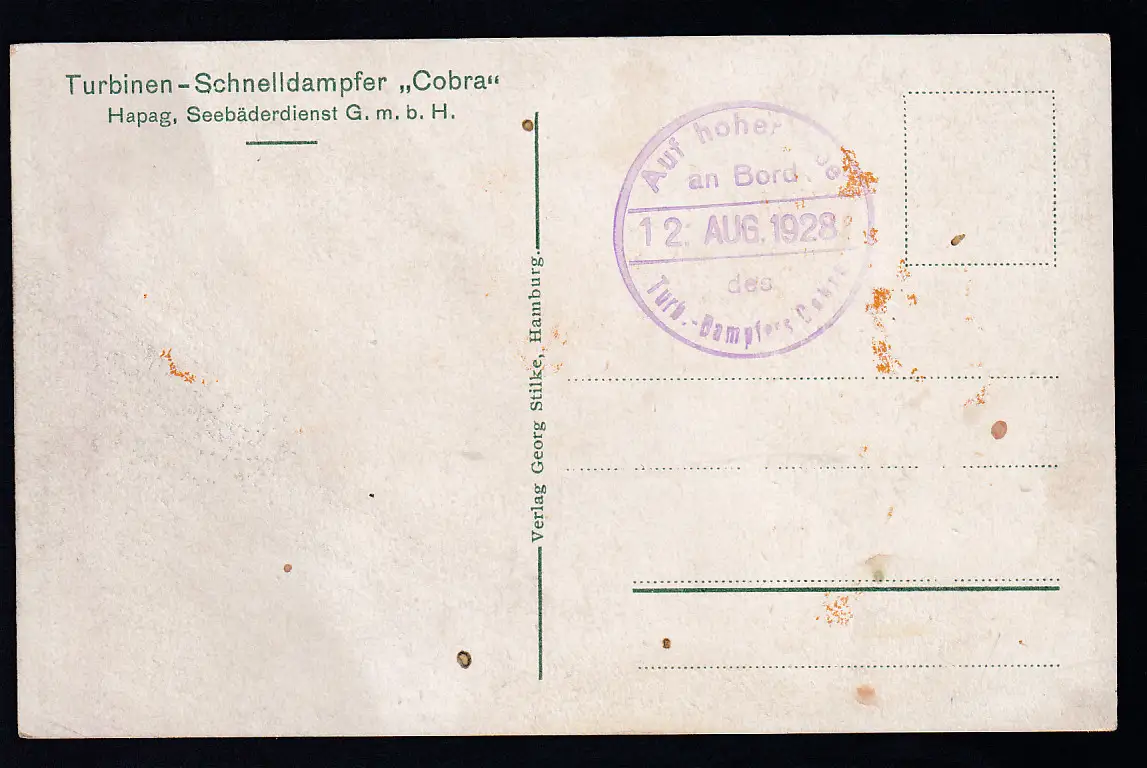 Turbinen-Schnelldampfer „Cobra“
Hapag, Seebäderdienst G. m. b. H.
Verlag Georg Stilke, Hamburg.
Auf hoher
an Bord
12. AUG. 1928
des
Turb.-Dampfers Cobra